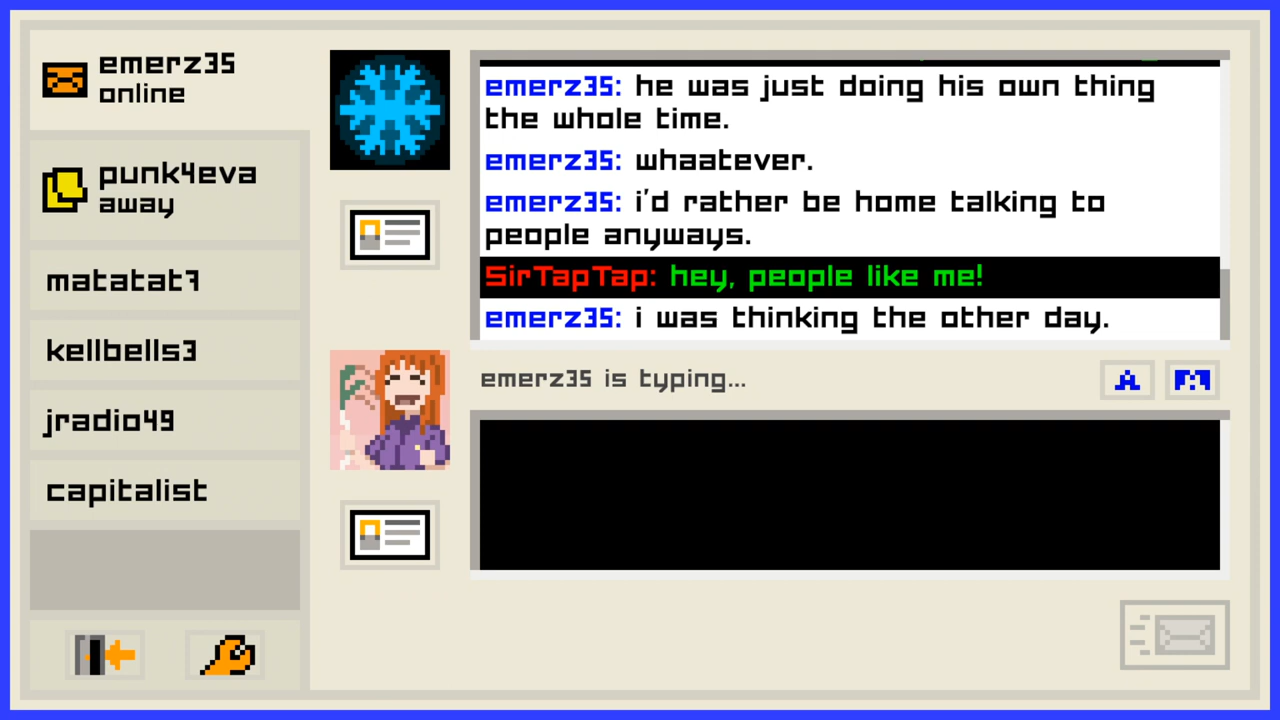 emerz35
online
punk4eva
away
matatat7
kellbells3
jradio49
capitalist
emerz35: he was just doing his own thing
the whole time.
emerz35: whaatever.
emerz35: i'd rather be home talking to
people anyways.
SirTapTap: hey, people like me!
emerz35: i was thinking the other day.
emerz35 is typing...
A